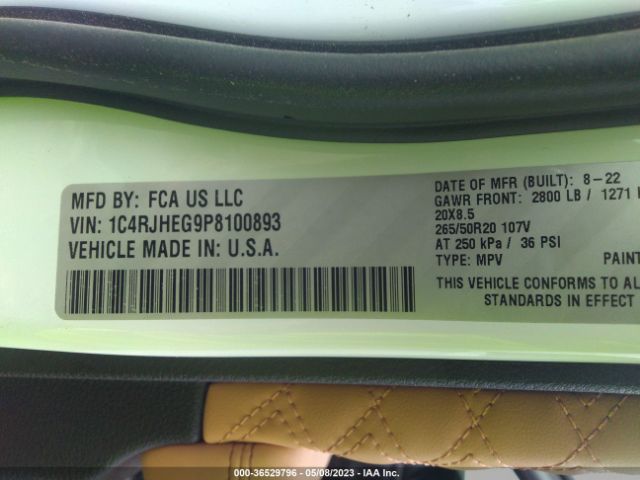 MFD BY: FCA US LLC
VIN: 1C4RJHEG9P8100893
VEHICLE MADE IN: U.S.A.
DATE OF MFR (BUILT): 8-22
GAWR FRONT: 2800 LB / 1271
20X8.5
265/50R20 107V
AT 250 kPa / 36 PSI
TYPE: MPV PAINT
THIS VEHICLE CONFORMS TO AL
STANDARDS IN EFFECT
000-36529796 - 05/08/2023 - IAA Inc.